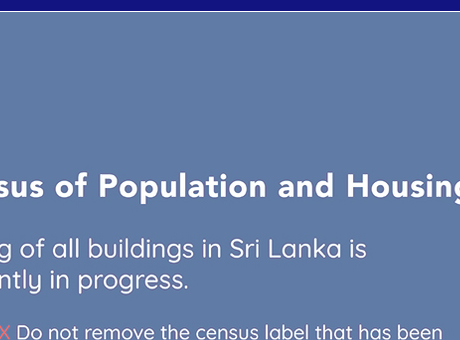 sus of Population and Housing
g of all buildings in Sri Lanka is
ntly in progress.
X Do not remove the census label that has been